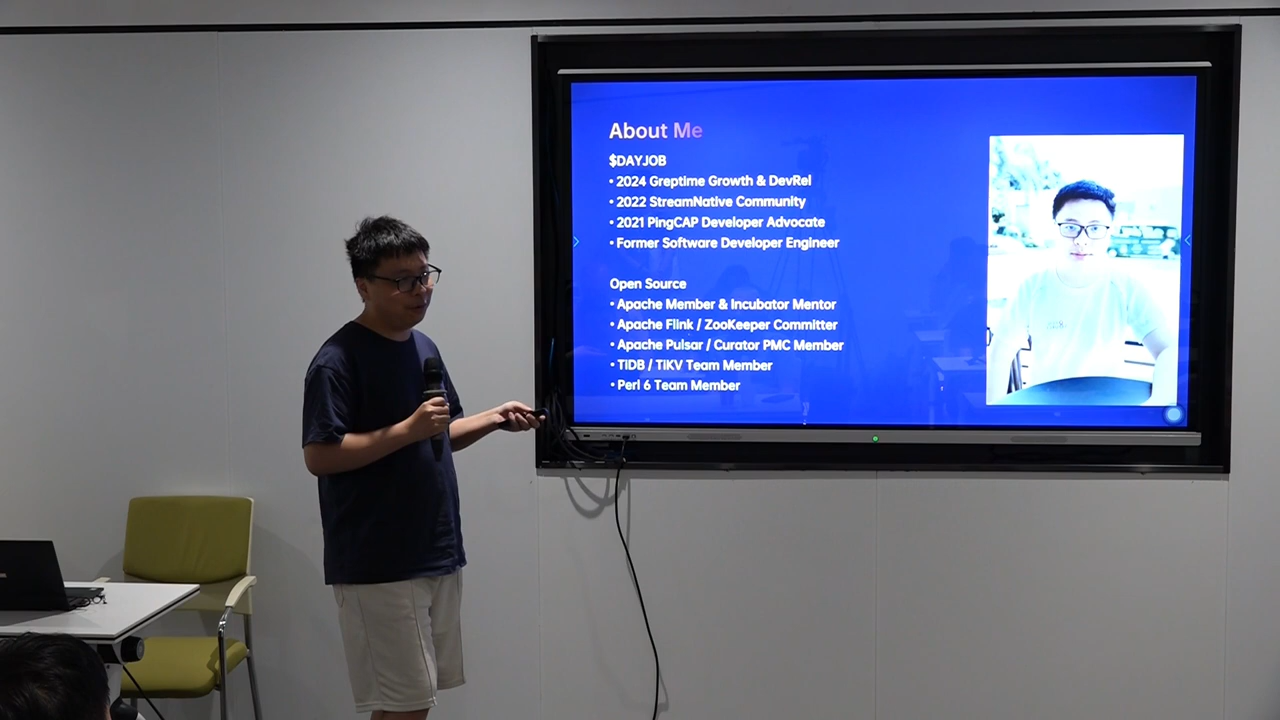 About Me
$DAYJOB
• 2024 Greptime Growth & DevRel
• 2022 StreamNative Community
• 2021 PingCAP Developer Advocate
• Former Software Developer Engineer
Open Source
• Apache Member & Incubator Mentor
• Apache Flink / ZooKeeper Committer
• Apache Pulsar / Curator PMC Member
• TiDB / TiKV Team Member
• Perl 6 Team Member